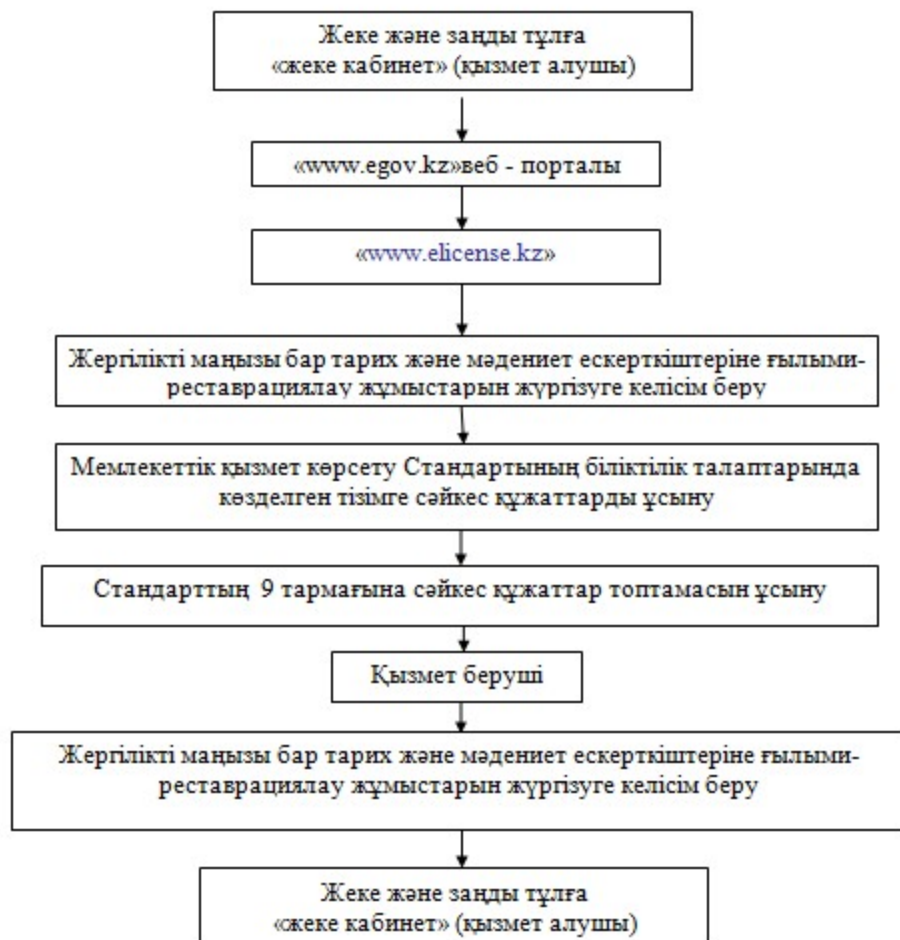 Жеке және заңды тұлға
«жеке кабинет» (қызмет алушы)
«www.egov.kz»веб - порталы
«www.elicense.kz»
Жергілікті маңызы бар тарих және мәдениет ескерткіштеріне ғылыми-
реставрациялау жұмыстарын жүргізуге келісім беру
Мемлекеттік қызмет көрсету Стандартының біліктілік талаптарында
көзделген тізімге сәйкес құжаттарды ұсыну
Стандарттың 9 тармағына сәйкес құжаттар топтамасын ұсыну
Қызмет беруші
Жергілікті маңызы бар тарих және мәдениет ескерткіштеріне ғылыми-
реставрациялау жұмыстарын жүргізуге келісім беру
Жеке және заңды тұлға
«жеке кабинет» (қызмет алушы)